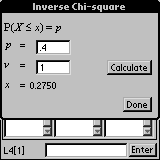 Inverse Chi-square
P(X ≤ x) = p
p = .4
ν = 1
Calculate
x = 0.2750
Done
L4[1]
Enter